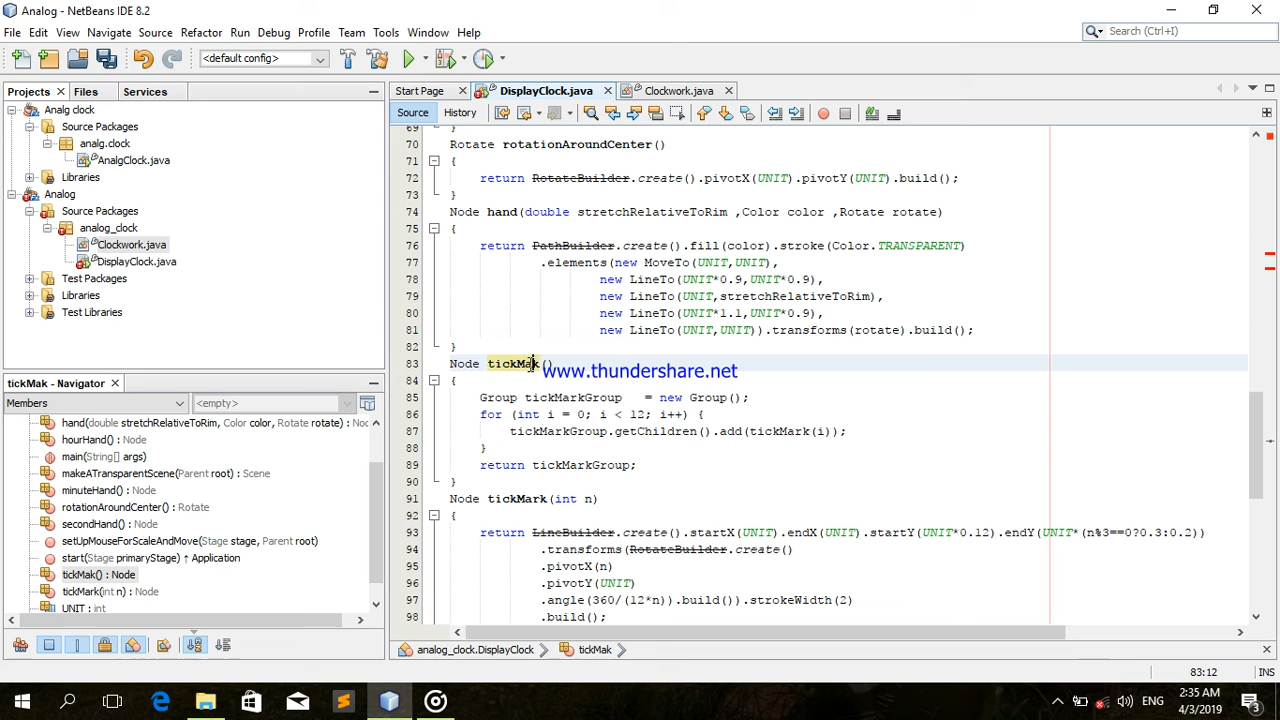 Analog - NetBeans IDE 8.2
File Edit View Navigate Source Refactor Run Debug Profile Team Tools Window Help
Search (Ctrl+I)
<default config>
Projects Files Services
Start Page DisplayClock.java Clockwork.java
Source History
Analg clock
Source Packages
analg.clock
AnalgClock.java
Libraries
Analog
Source Packages
analog_clock
Clockwork.java
DisplayClock.java
Test Packages
Libraries
Test Libraries
tickMak - Navigator
Members <empty>
hand(double stretchRelativeToRim, Color color, Rotate rotate) : No
hourHand() : Node
main(String[] args)
makeATransparentScene(Parent root) : Scene
minuteHand() : Node
rotationAroundCenter() : Rotate
secondHand() : Node
setUpMouseForScaleAndMove(Stage stage, Parent root)
start(Stage primaryStage) ↑ Application
tickMak() : Node
tickMark(int n) : Node
UNIT : int
69 }
70 Rotate rotationAroundCenter()
71 {
72 return RotateBuilder.create().pivotX(UNIT).pivotY(UNIT).build();
73 }
74 Node hand(double stretchRelativeToRim ,Color color ,Rotate rotate)
75 {
76 return PathBuilder.create().fill(color).stroke(Color.TRANSPARENT)
77 .elements(new MoveTo(UNIT,UNIT),
78 new LineTo(UNIT*0.9,UNIT*0.9),
79 new LineTo(UNIT,stretchRelativeToRim),
80 new LineTo(UNIT*1.1,UNIT*0.9),
81 new LineTo(UNIT,UNIT)).transforms(rotate).build();
82 }
83 Node tickMak()
www.thundershare.net
84 {
85 Group tickMarkGroup = new Group();
86 for (int i = 0; i < 12; i++) {
87 tickMarkGroup.getChildren().add(tickMark(i));
88 }
89 return tickMarkGroup;
90 }
91 Node tickMark(int n)
92 {
93 return LineBuilder.create().startX(UNIT).endX(UNIT).startY(UNIT*0.12).endY(UNIT*(n%3==0?0.3:0.2))
94 .transforms(RotateBuilder.create()
95 .pivotX(n)
96 .pivotY(UNIT)
97 .angle(360/(12*n)).build()).strokeWidth(2)
98 .build();
analog_clock.DisplayClock tickMak
83:12 INS
ENG 2:35 AM
4/3/2019
3